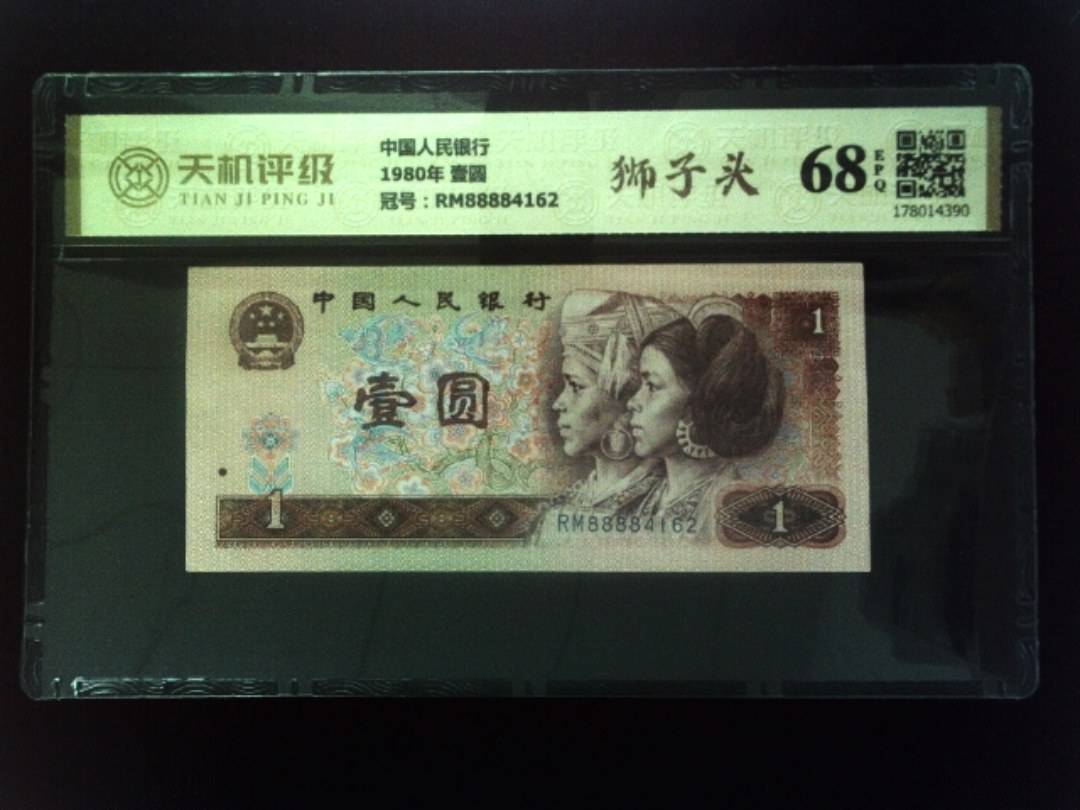 天机评级
TIAN JI PING JI
中国人民银行
1980年 壹圆
冠号：RM88884162
狮子头
68
EPQ
178014390
中国人民银行
1
壹圆
1
RM88884162
1